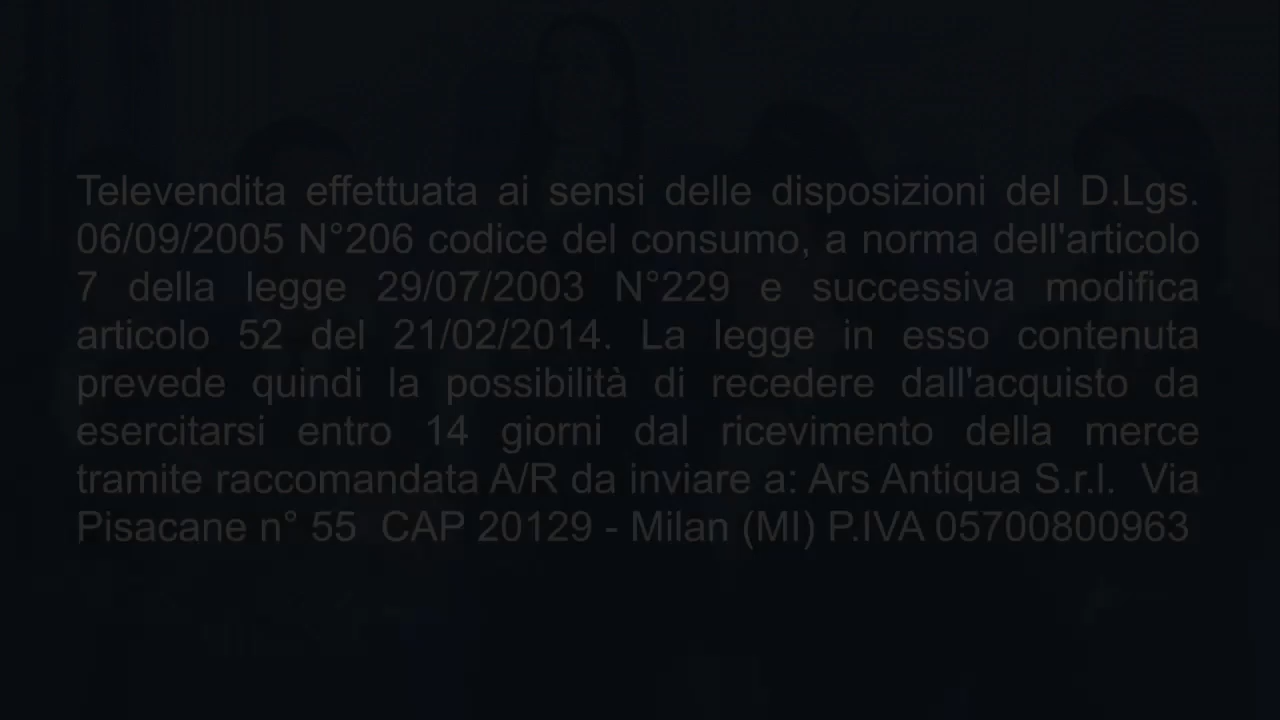 Televendita effettuata ai sensi delle disposizioni del D.Lgs.
06/09/2005 N°206 codice del consumo, a norma dell'articolo
7 della legge 29/07/2003 N°229 e successiva modifica
articolo 52 del 21/02/2014. La legge in esso contenuta
prevede quindi la possibilità di recedere dall'acquisto da
esercitarsi entro 14 giorni dal ricevimento della merce
tramite raccomandata A/R da inviare a: Ars Antiqua S.r.l. Via
Pisacane n° 55 CAP 20129 - Milan (MI) P.IVA 05700800963